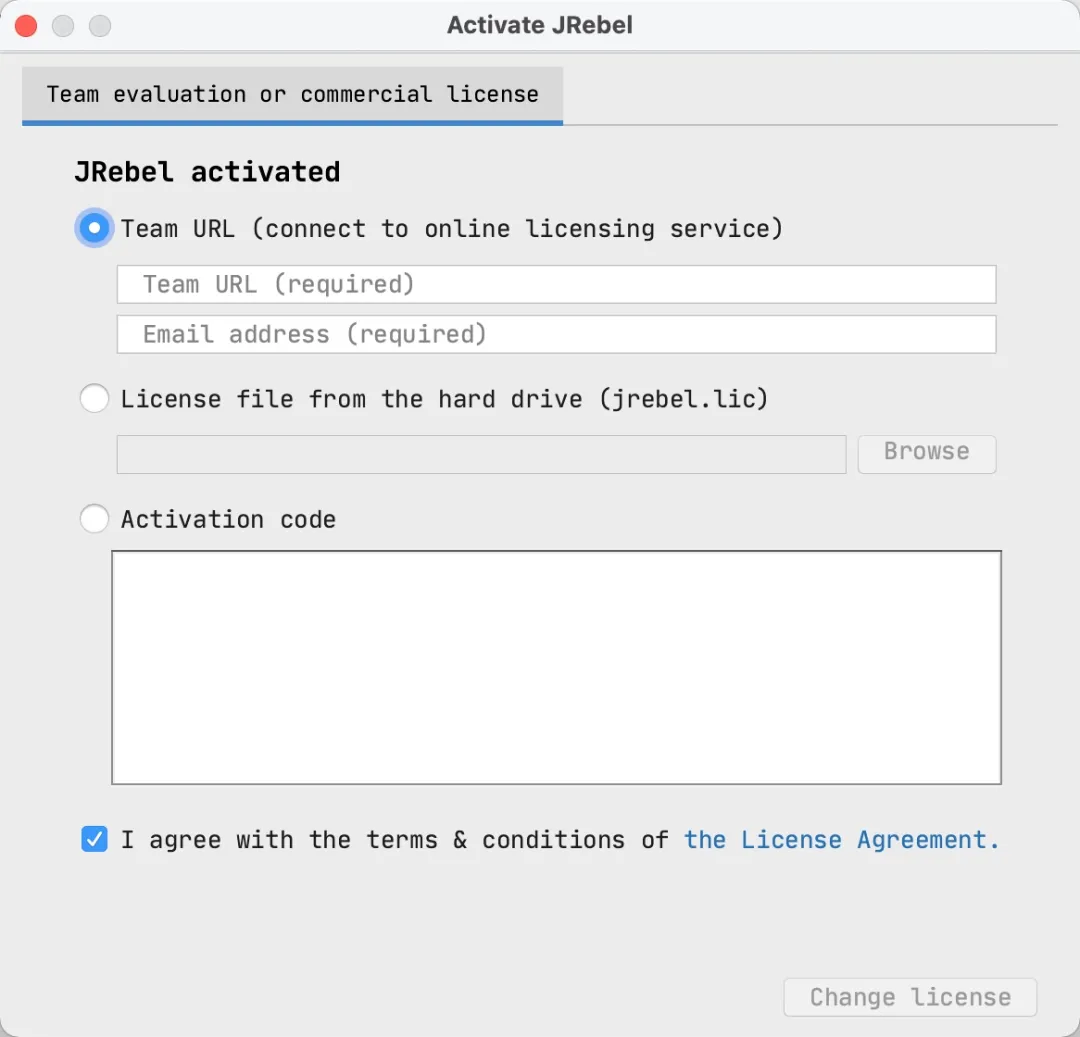 Activate JRebel
Team evaluation or commercial license
JRebel activated
Team URL (connect to online licensing service)
Team URL (required)
Email address (required)
License file from the hard drive (jrebel.lic)
Browse
Activation code
I agree with the terms & conditions of the License Agreement.
Change license